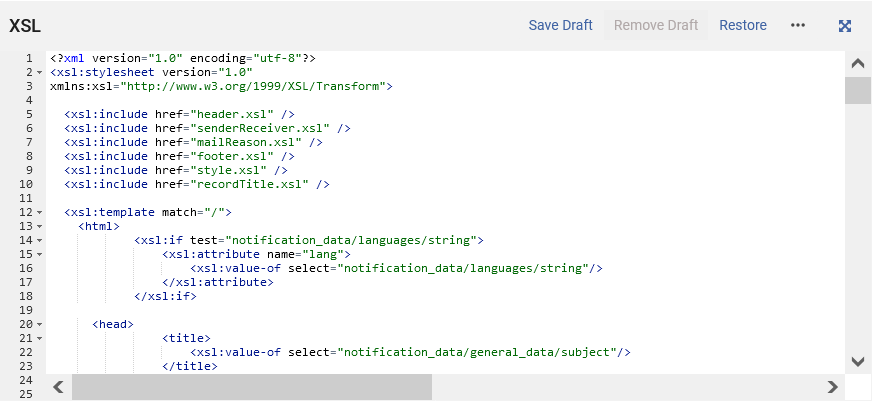 XSL
Save Draft Remove Draft Restore
1 <?xml version="1.0" encoding="utf-8"?>
2 <xsl:stylesheet version="1.0"
3 xmlns:xsl="http://www.w3.org/1999/XSL/Transform">
4
5 <xsl:include href="header.xsl" />
6 <xsl:include href="senderReceiver.xsl" />
7 <xsl:include href="mailReason.xsl" />
8 <xsl:include href="footer.xsl" />
9 <xsl:include href="style.xsl" />
10 <xsl:include href="recordTitle.xsl" />
11
12 <xsl:template match="/">
13 <html>
14 <xsl:if test="notification_data/languages/string">
15 <xsl:attribute name="lang">
16 <xsl:value-of select="notification_data/languages/string"/>
17 </xsl:attribute>
18 </xsl:if>
19
20 <head>
21 <title>
22 <xsl:value-of select="notification_data/general_data/subject"/>
23 </title>
24
25